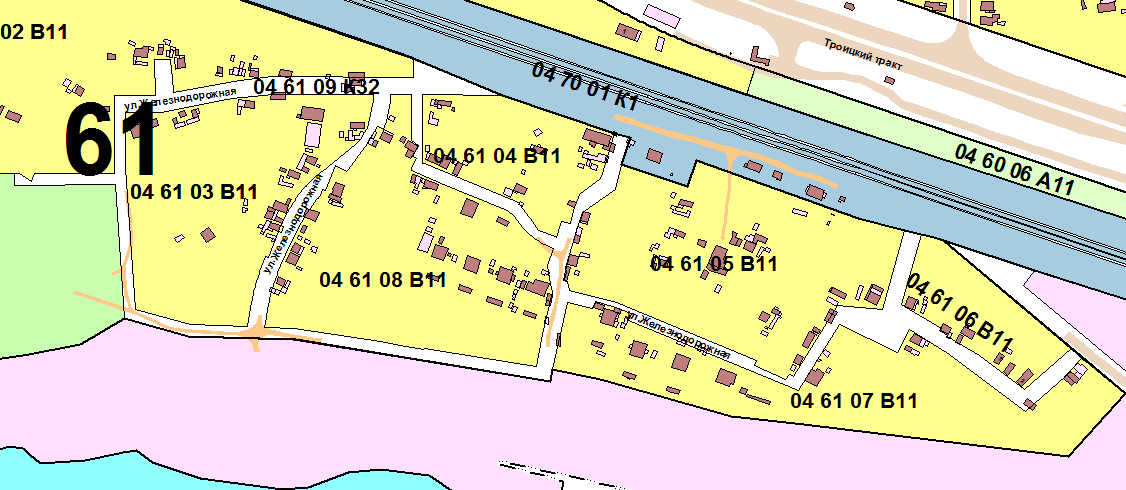 02 В11
Троицкий тракт
04 70 01 К1
04 61 09 К32
ул.Железнодорожная
61
04 61 04 В11
04 60 06 А11
04 61 03 В11
ул.Железнодорожная
04 61 05 В11
04 61 08 В11
04 61 06 В11
ул.Железнодорожная
04 61 07 В11